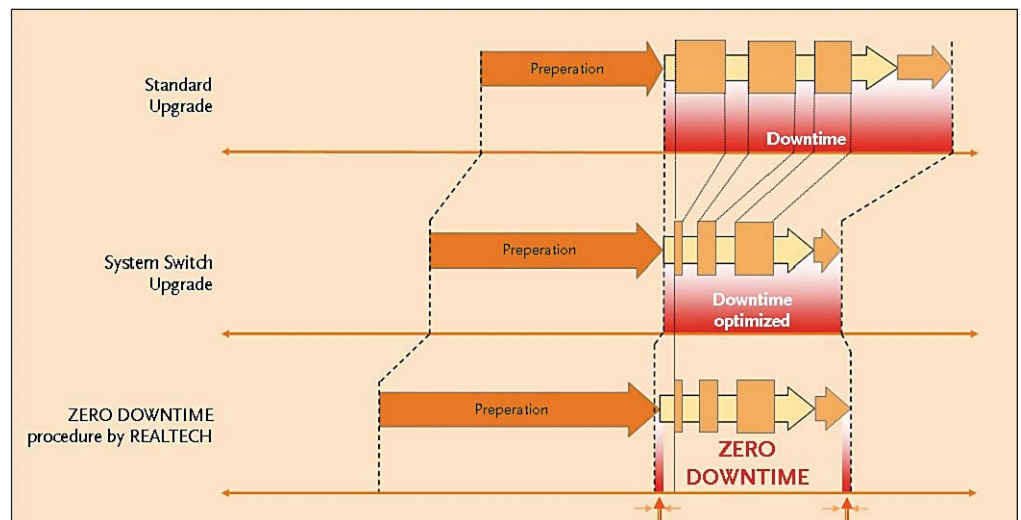 Preperation
Standard
Upgrade
Downtime
Preperation
System Switch
Upgrade
Downtime
optimized
Preperation
ZERO DOWNTIME
procedure by REALTECH
ZERO
DOWNTIME